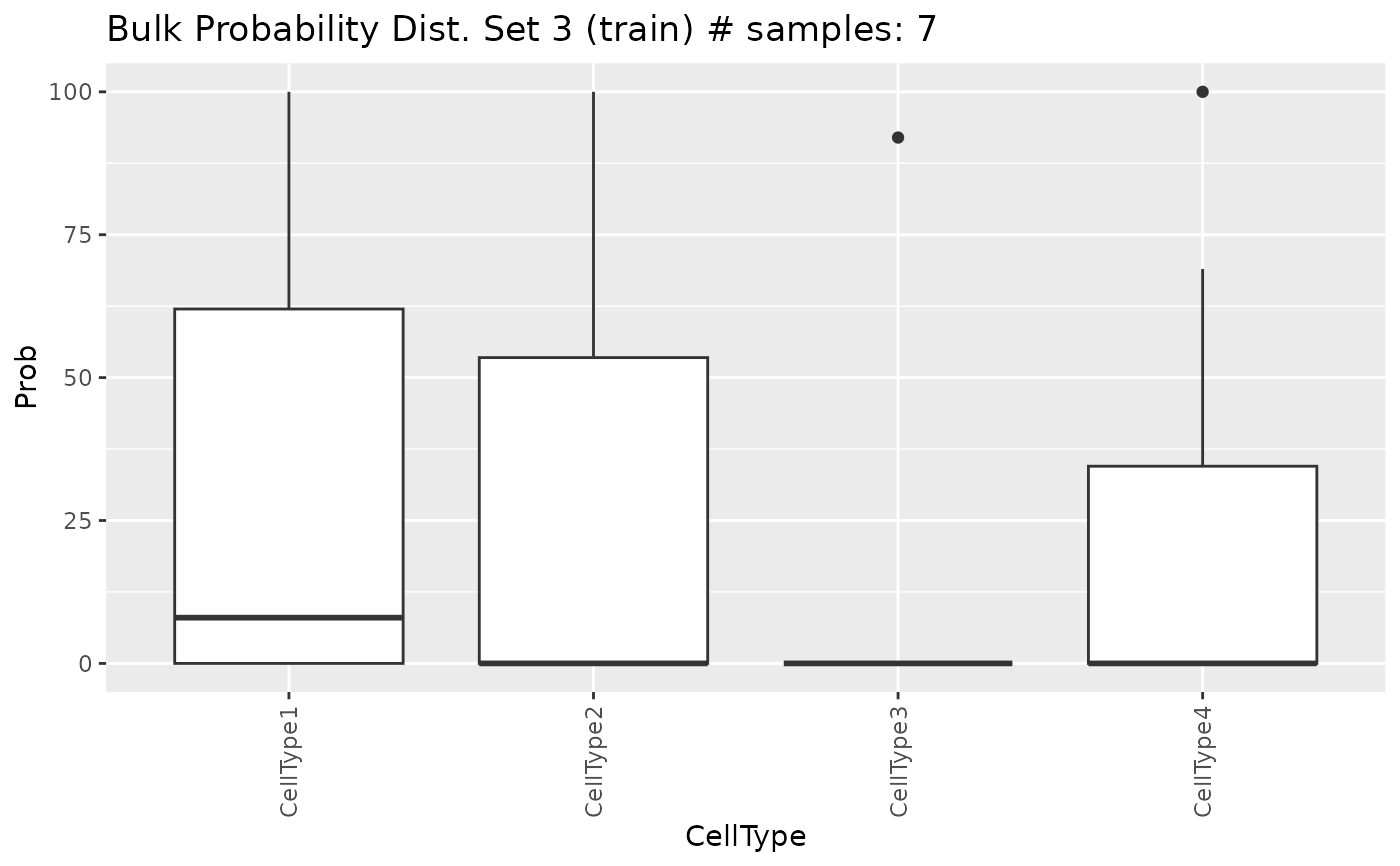 Bulk Probability Dist. Set 3 (train) # samples: 7
100
75
50
25
0
Prob
CellType1
CellType2
CellType3
CellType4
CellType